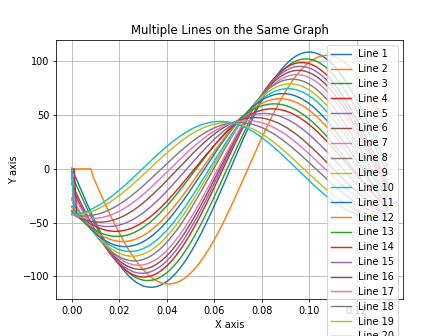 Multiple Lines on the Same Graph
Y axis
100
50
0
−50
−100
0.00
0.02
0.04
0.06
0.08
0.10
X axis
Line 1
Line 2
Line 3
Line 4
Line 5
Line 6
Line 7
Line 8
Line 9
Line 10
Line 11
Line 12
Line 13
Line 14
Line 15
Line 16
Line 17
Line 18
Line 19
Line 20